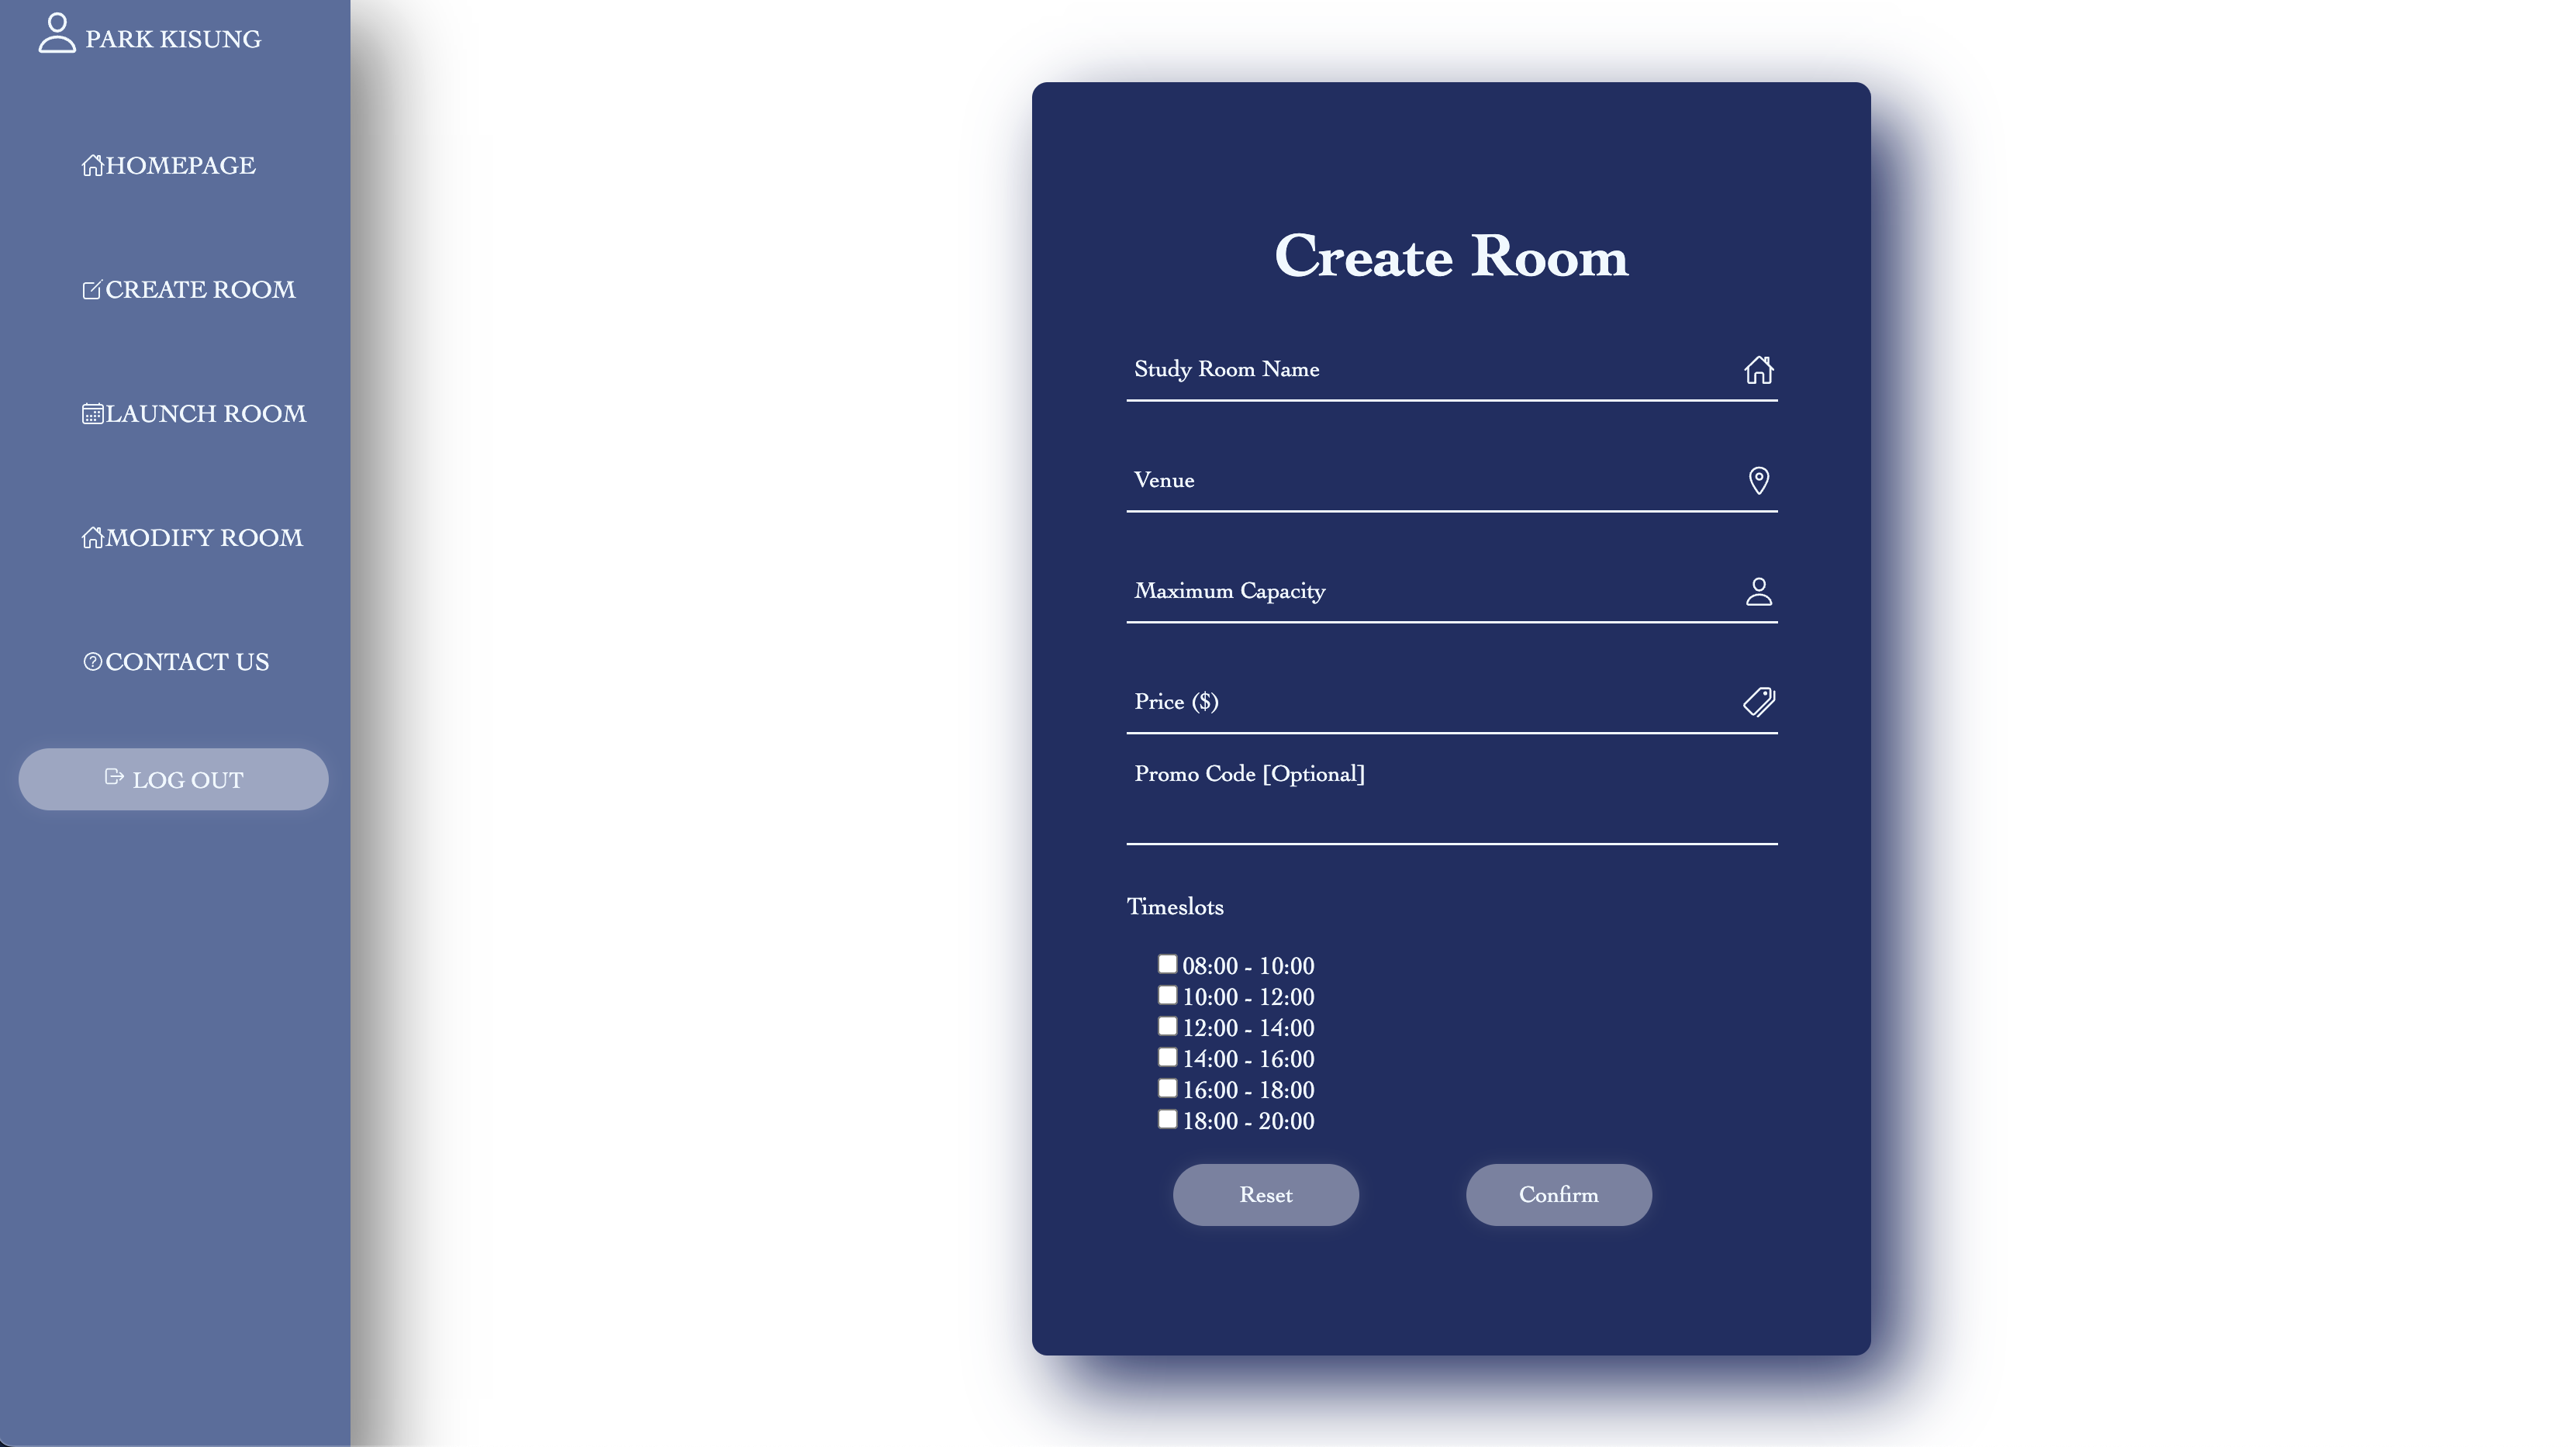 PARK KISUNG
HOMEPAGE
CREATE ROOM
LAUNCH ROOM
MODIFY ROOM
CONTACT US
LOG OUT
Create Room
Study Room Name
Venue
Maximum Capacity
Price ($)
Promo Code [Optional]
Timeslots
08:00 - 10:00
10:00 - 12:00
12:00 - 14:00
14:00 - 16:00
16:00 - 18:00
18:00 - 20:00
Reset
Confirm